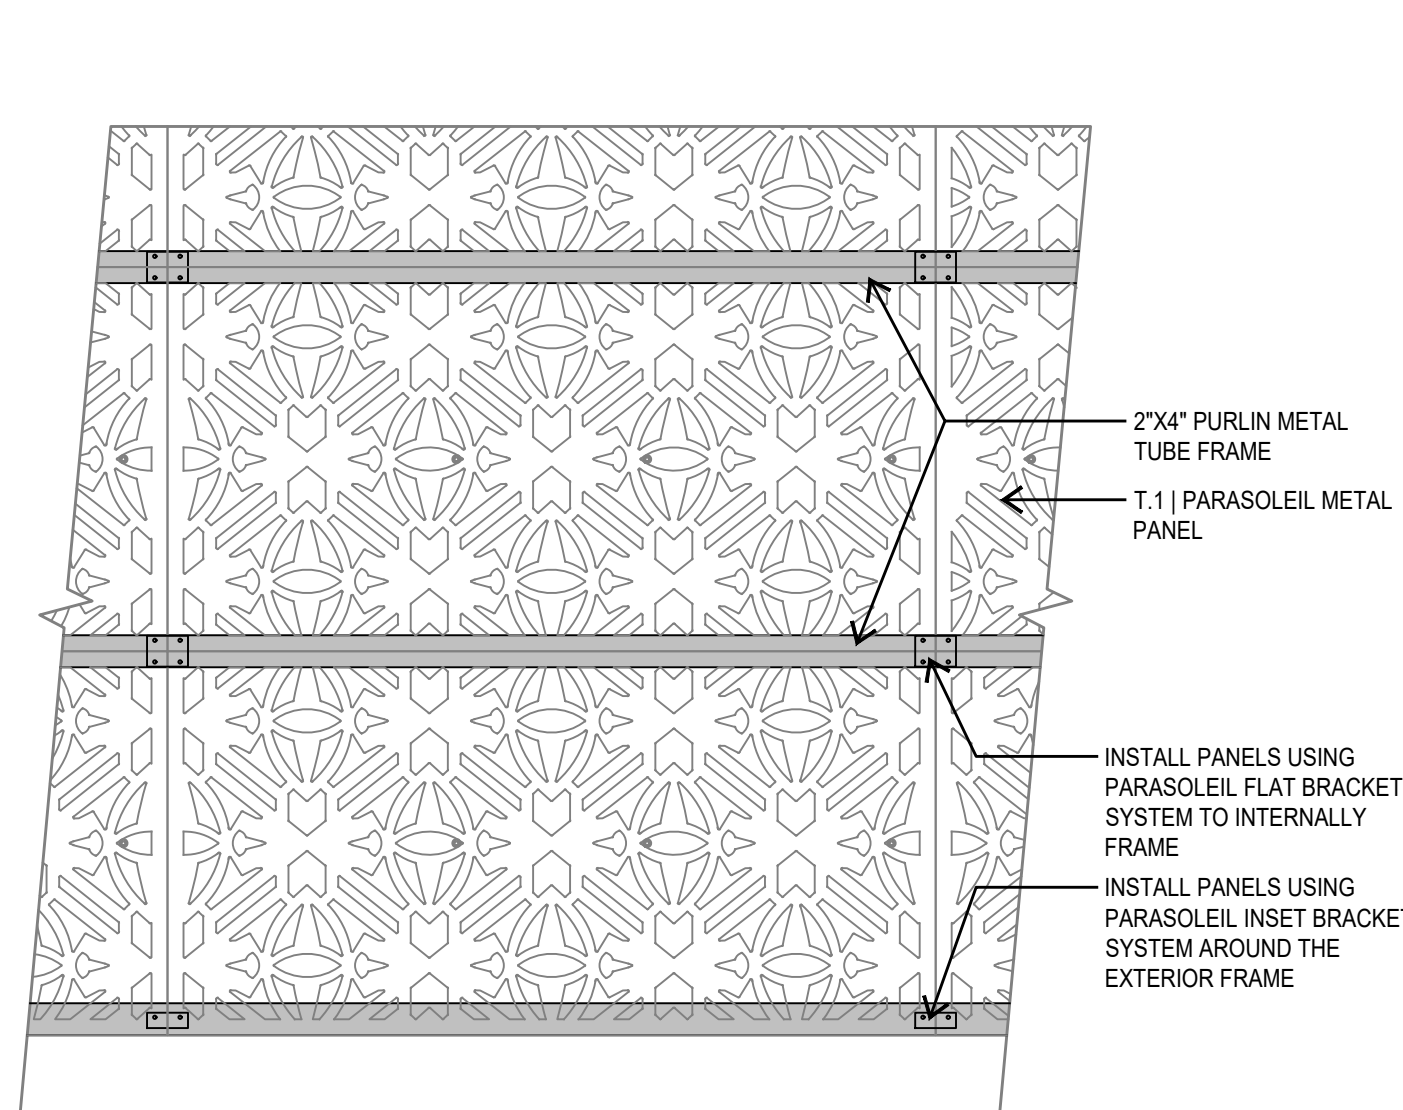 2"X4" PURLIN METAL
TUBE FRAME
T.1 | PARASOLEIL METAL
PANEL
INSTALL PANELS USING
PARASOLEIL FLAT BRACKET
SYSTEM TO INTERNALLY
FRAME
INSTALL PANELS USING
PARASOLEIL INSET BRACKET
SYSTEM AROUND THE
EXTERIOR FRAME